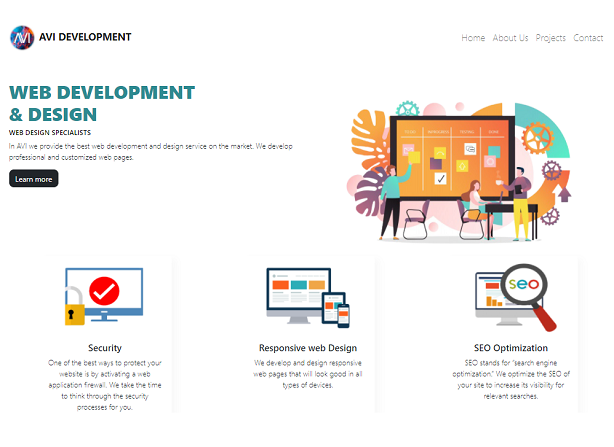 AVI DEVELOPMENT
Home About Us Projects Contact
WEB DEVELOPMENT
& DESIGN
WEB DESIGN SPECIALISTS
In AVI we provide the best web development and design service on the market. We develop
professional and customized web pages.
Learn more
seo
Security
One of the best ways to protect your
website is by activating a web
application firewall. We take the time
to think through the security
processes for you.
Responsive web Design
We develop and design responsive
web pages that will look good in all
types of devices.
SEO Optimization
SEO stands for “search engine
optimization.” We optimize the SEO of
your site to increase its visibility for
relevant searches.